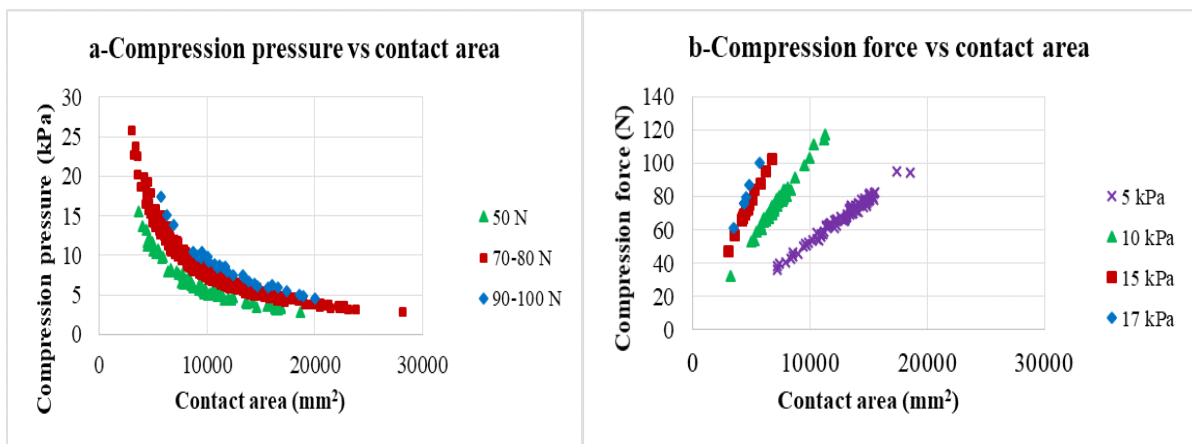 a-Compression pressure vs contact area
Compression pressure (kPa)
30
25
20
15
10
5
0
0 10000 20000 30000
Contact area (mm²)
50 N
70-80 N
90-100 N
b-Compression force vs contact area
Compression force (N)
140
120
100
80
60
40
20
0
0 10000 20000 30000
Contact area (mm²)
5 kPa
10 kPa
15 kPa
17 kPa